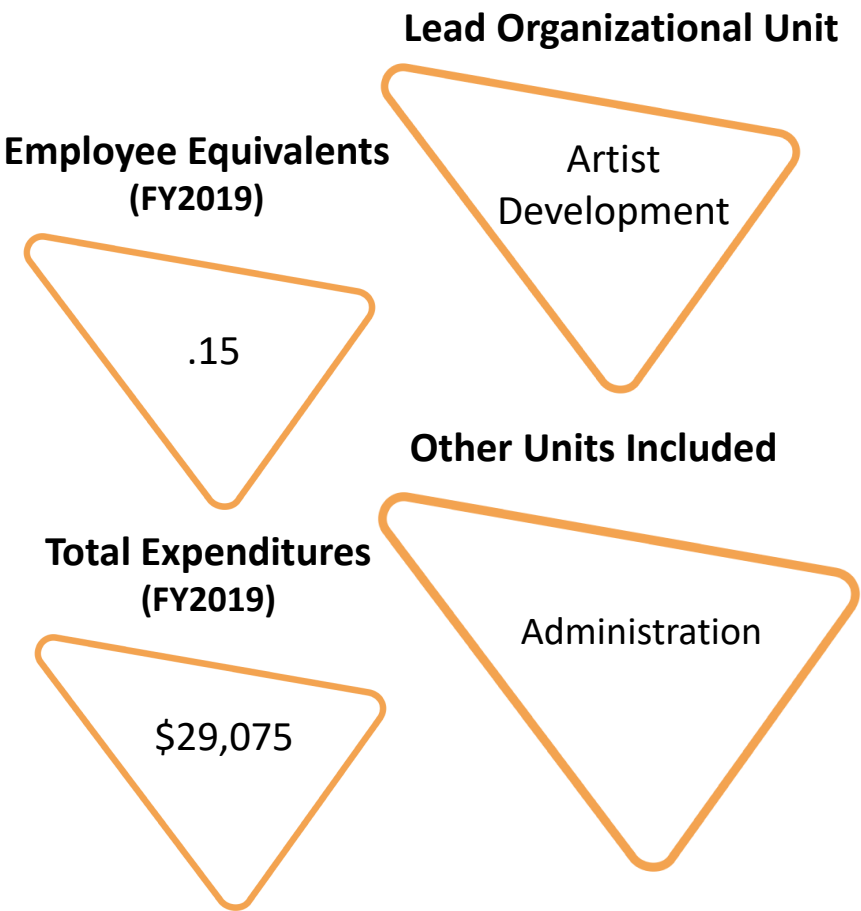 Lead Organizational Unit
Artist
Development
Employee Equivalents
(FY2019)
.15
Other Units Included
Administration
Total Expenditures
(FY2019)
$29,075